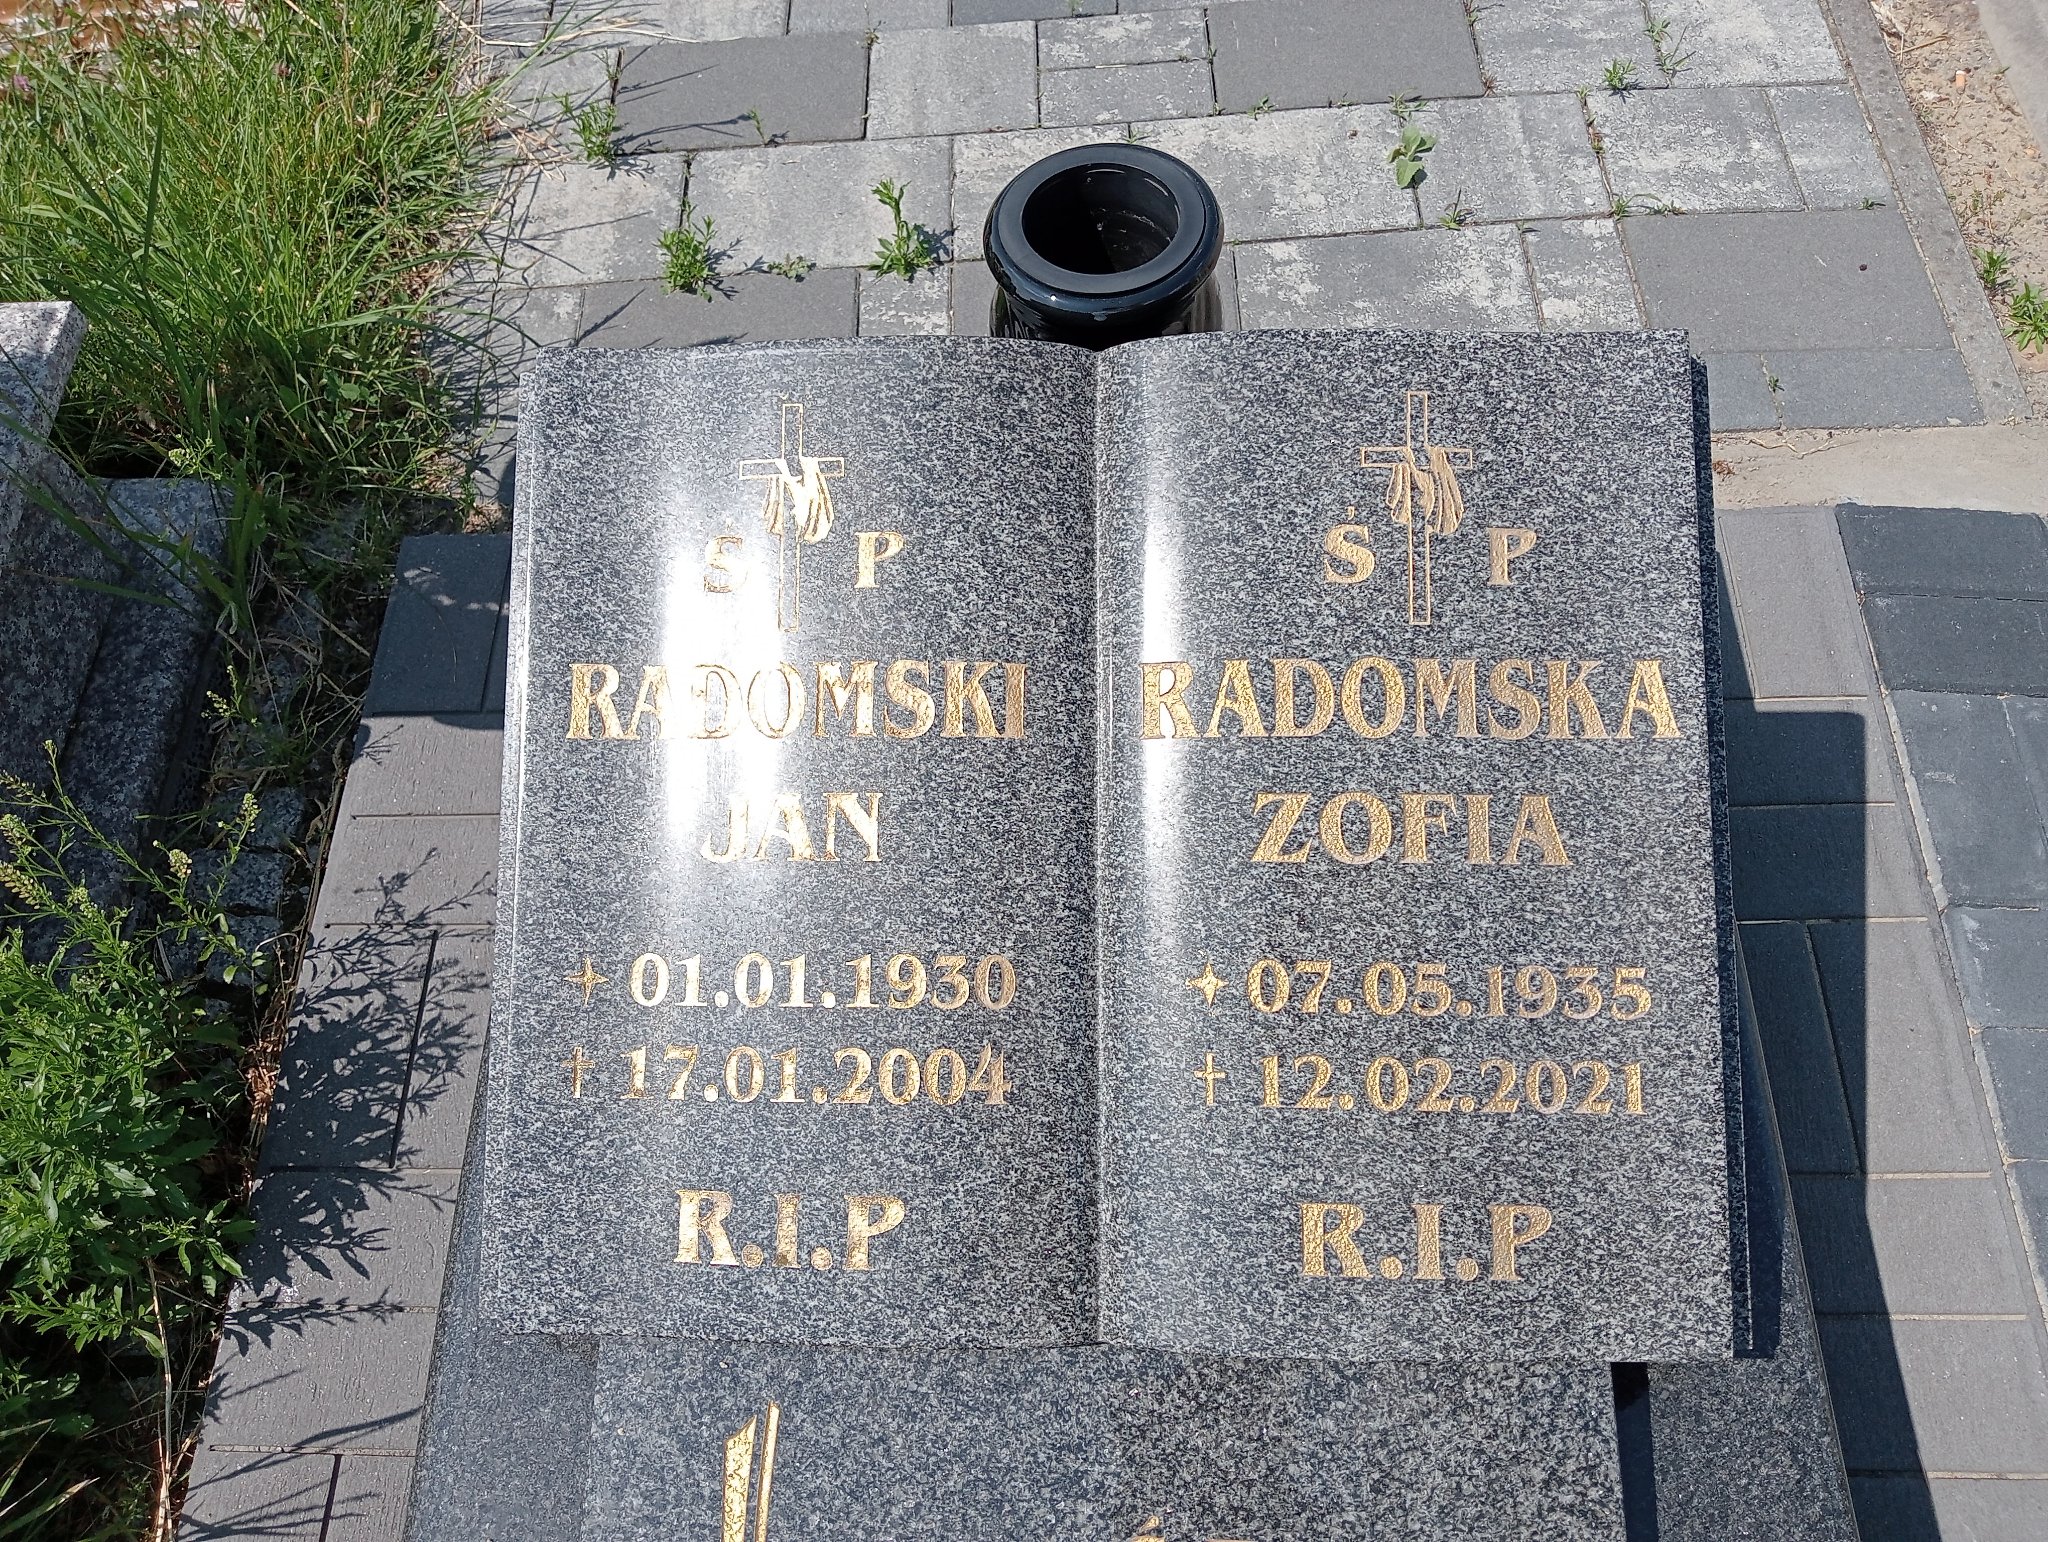 Ś P
RADOMSKI
JAN
01.01.1930
† 17.01.2004
R.I.P
Ś P
RADOMSKA
ZOFIA
07.05.1935
† 12.02.2021
R.I.P